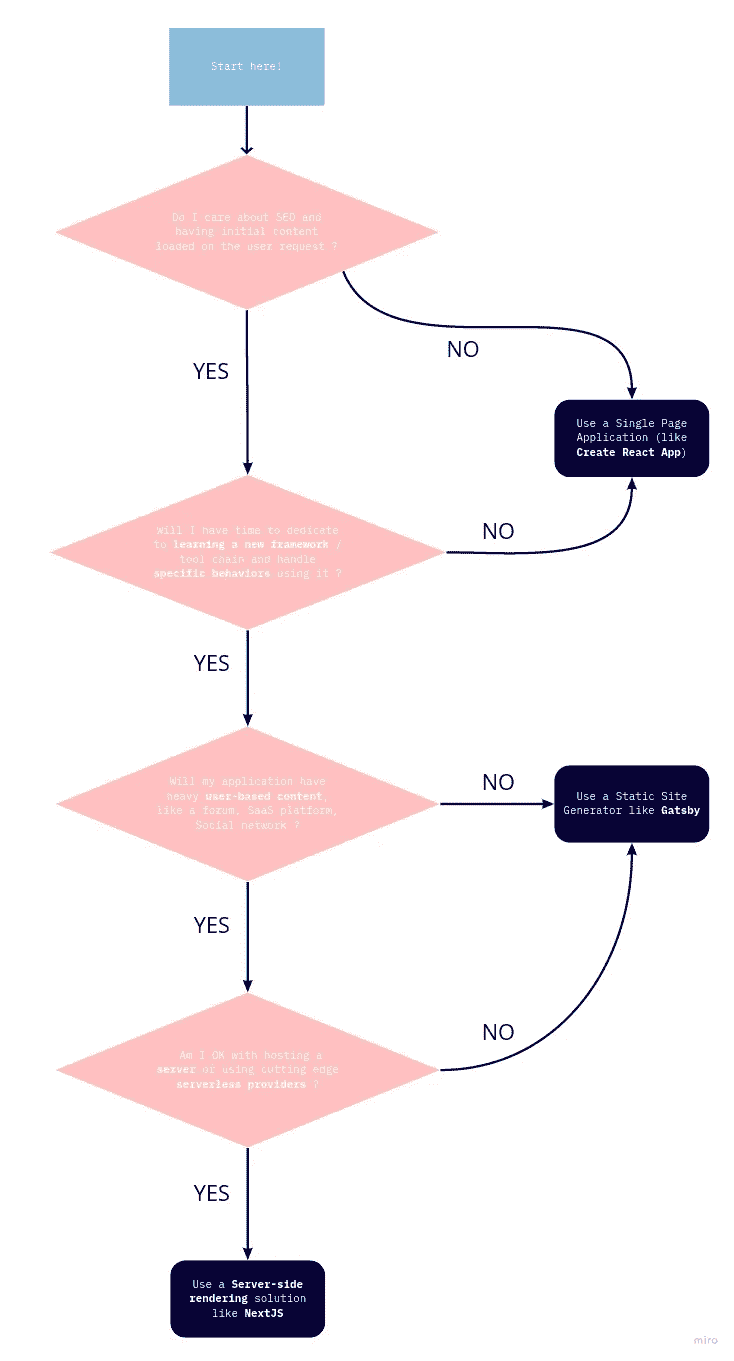 Start here!
Do I care about SEO and
having initial content
loaded on the user request ?
NO
YES
Use a Single Page
Application (like
Create React App)
Will I have time to dedicate
to learning a new framework /
tool chain and handle
specific behaviors using it ?
NO
YES
Will my application have
heavy user-based content,
like a forum, SaaS platform,
Social network ?
NO
Use a Static Site
Generator like Gatsby
YES
Am I OK with hosting a
server or using cutting edge
serverless providers ?
NO
YES
Use a Server-side
rendering solution
like NextJS
miro